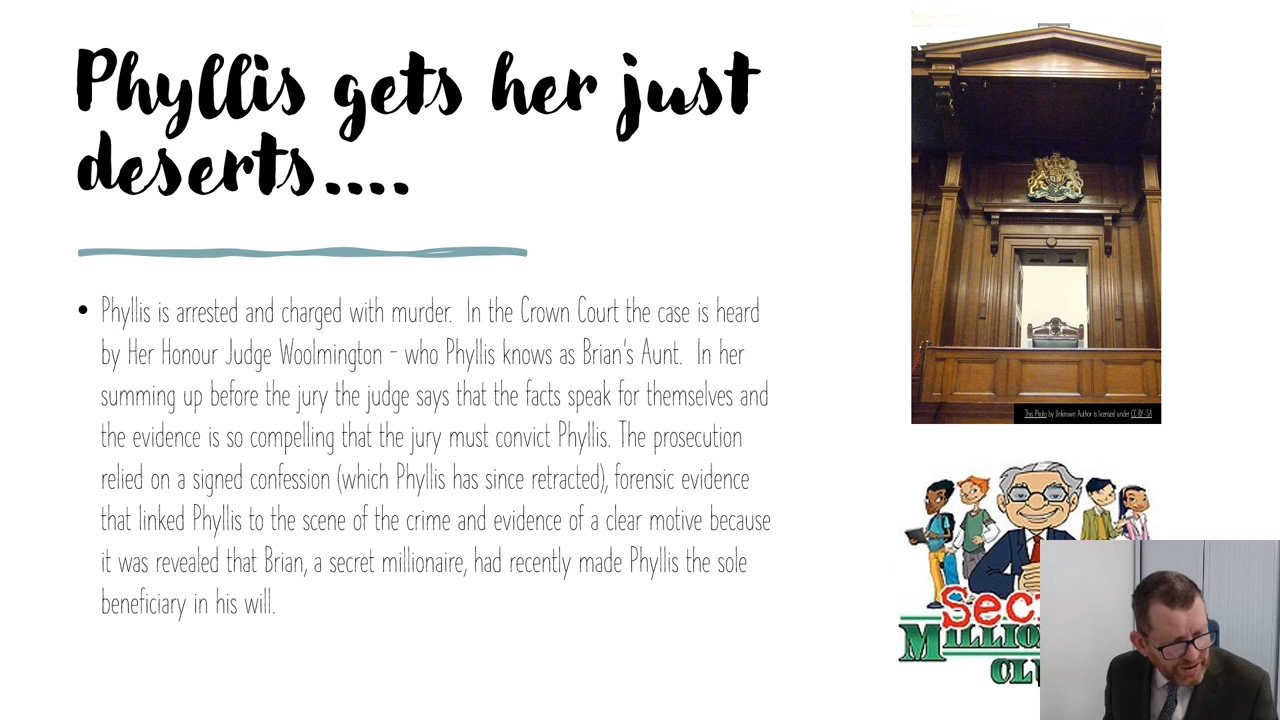 Phyllis gets her just
deserts....
• Phyllis is arrested and charged with murder. In the Crown Court the case is heard
by Her Honour Judge Woolmington - who Phyllis knows as Brian's Aunt. In her
summing up before the jury the judge says that the facts speak for themselves and
the evidence is so compelling that the jury must convict Phyllis. The prosecution
relied on a signed confession (which Phyllis has since retracted), forensic evidence
that linked Phyllis to the scene of the crime and evidence of a clear motive because
it was revealed that Brian, a secret millionaire, had recently made Phyllis the sole
beneficiary in his will.
This Photo by Unknown Author is licensed under CC BY-SA